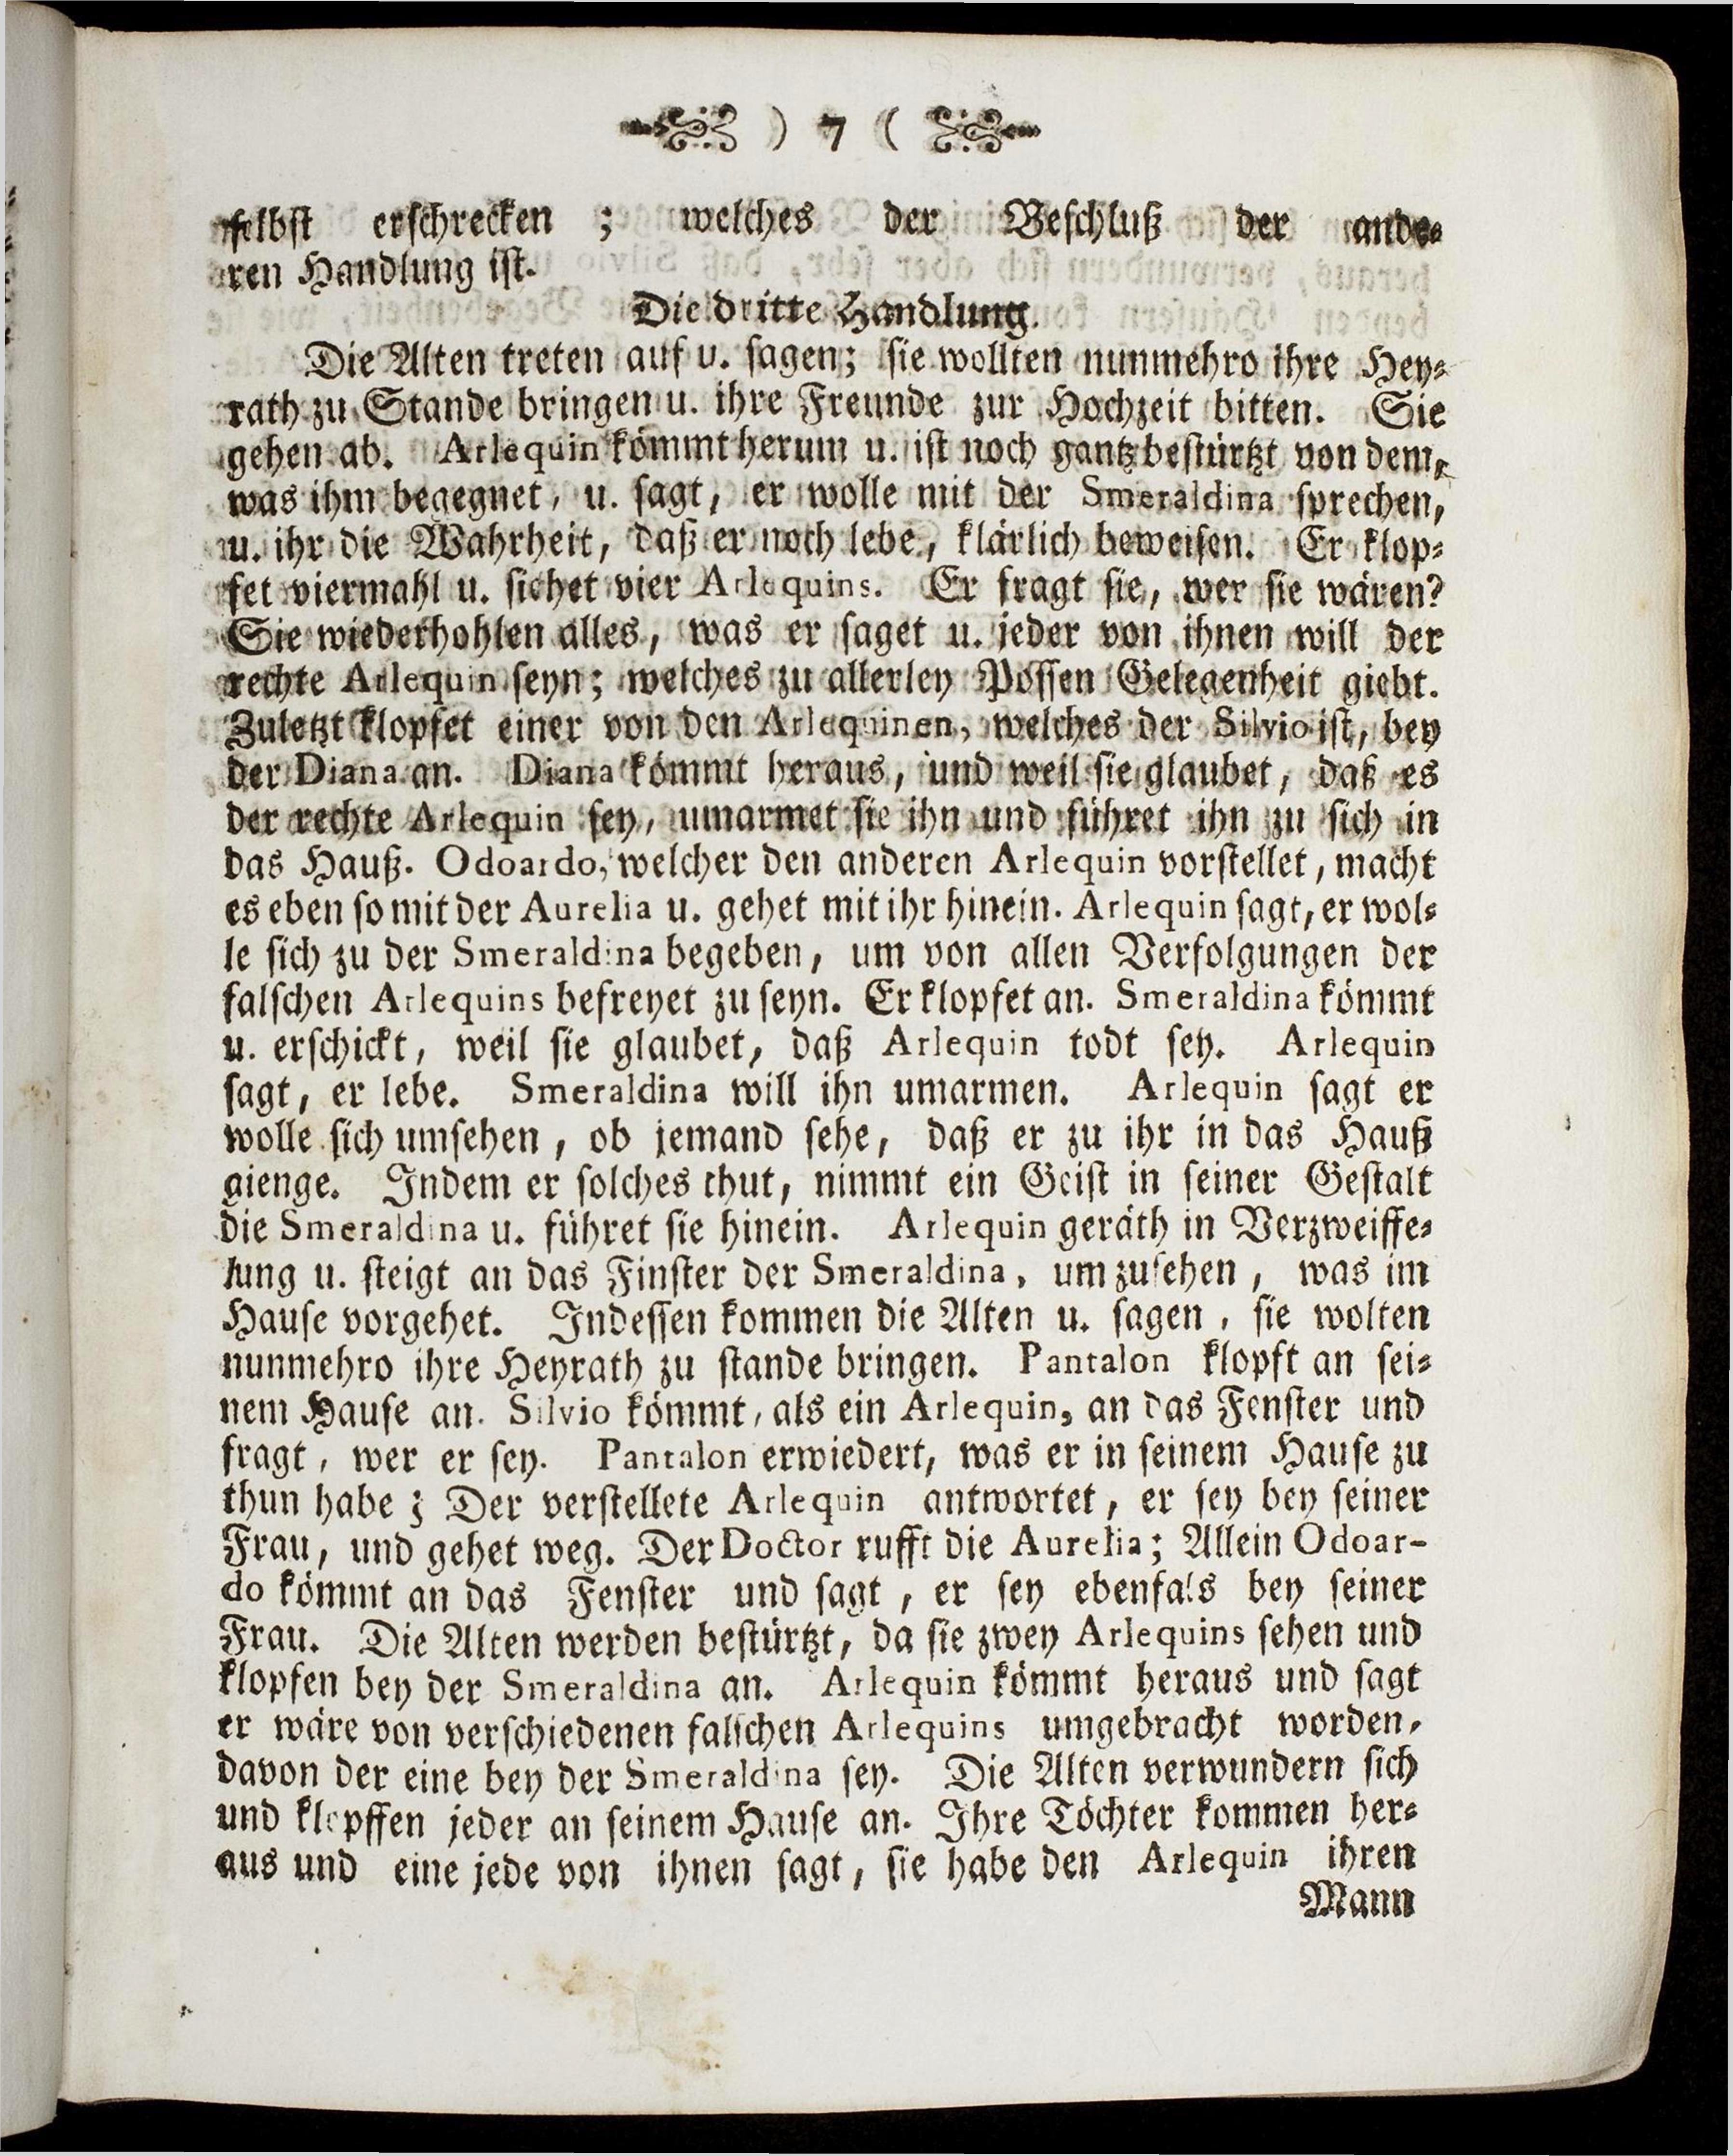 ) 7 (
selbst erschrecken ; welches der Beschluß der ande-
ren Handlung ist.
Die dritte Handlung.
Die Alten treten auf u. sagen; sie wollten nunmehro ihre Hey-
rath zu Stande bringen u. ihre Freunde zur Hochzeit bitten. Sie
gehen ab. Arlequin kömmt herum u. ist noch gantz bestürtzt von dem,
was ihm begegnet, u. sagt, er wolle mit der Smeraldina sprechen,
u. ihr die Wahrheit, daß er noch lebe, klärlich beweisen. Er klop-
fet viermahl u. siehet vier Arlequins. Er fragt sie, wer sie wären?
Sie wiederhohlen alles, was er saget u. jeder von ihnen will der
rechte Arlequin seyn; welches zu allerley Possen Gelegenheit giebt.
Zuletzt klopfet einer von den Arlequinen, welches der Silvio ist, bey
der Diana an. Diana kömmt heraus, und weil sie glaubet, daß es
der rechte Arlequin sey, umarmet sie ihn und führet ihn zu sich in
das Hauß. Odoardo, welcher den anderen Arlequin vorstellet, macht
es eben so mit der Aurelia u. gehet mit ihr hinein. Arlequin sagt, er wol-
le sich zu der Smeraldina begeben, um von allen Verfolgungen der
falschen Arlequins befreyet zu seyn. Er klopfet an. Smeraldina kömmt
u. erschickt, weil sie glaubet, daß Arlequin todt sey. Arlequin
sagt, er lebe. Smeraldina will ihn umarmen. Arlequin sagt er
wolle sich umsehen, ob jemand sehe, daß er zu ihr in das Hauß
gienge. Indem er solches thut, nimmt ein Geist in seiner Gestalt
die Smeraldina u. führet sie hinein. Arlequin geräth in Verzweiffe-
lung u. steigt an das Finster der Smeraldina, um zusehen, was im
Hause vorgehet. Indessen kommen die Alten u. sagen, sie wolten
nunmehro ihre Heyrath zu stande bringen. Pantalon klopft an sei-
nem Hause an. Silvio kömmt, als ein Arlequin, an das Fenster und
fragt, wer er sey. Pantalon erwiedert, was er in seinem Hause zu
thun habe; Der verstellete Arlequin antwortet, er sey bey seiner
Frau, und gehet weg. Der Doctor rufft die Aurelia; Allein Odoar-
do kömmt an das Fenster und sagt, er sey ebenfals bey seiner
Frau. Die Alten werden bestürtzt, da sie zwey Arlequins sehen und
klopfen bey der Smeraldina an. Arlequin kömmt heraus und sagt
er wäre von verschiedenen falschen Arlequins umgebracht worden,
davon der eine bey der Smeraldina sey. Die Alten verwundern sich
und klopffen jeder an seinem Hause an. Ihre Töchter kommen her-
aus und eine jede von ihnen sagt, sie habe den Arlequin ihren
Mann